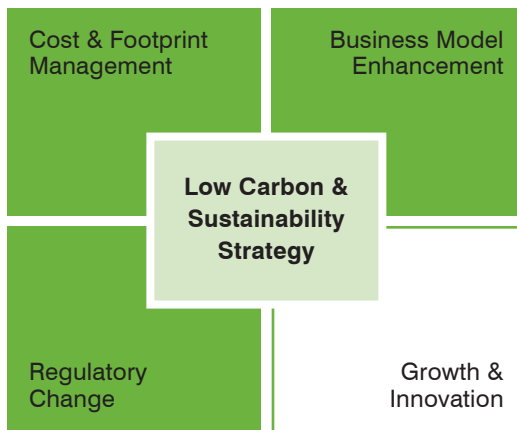 Cost & Footprint
Management
Business Model
Enhancement
Low Carbon &
Sustainability
Strategy
Regulatory
Change
Growth &
Innovation